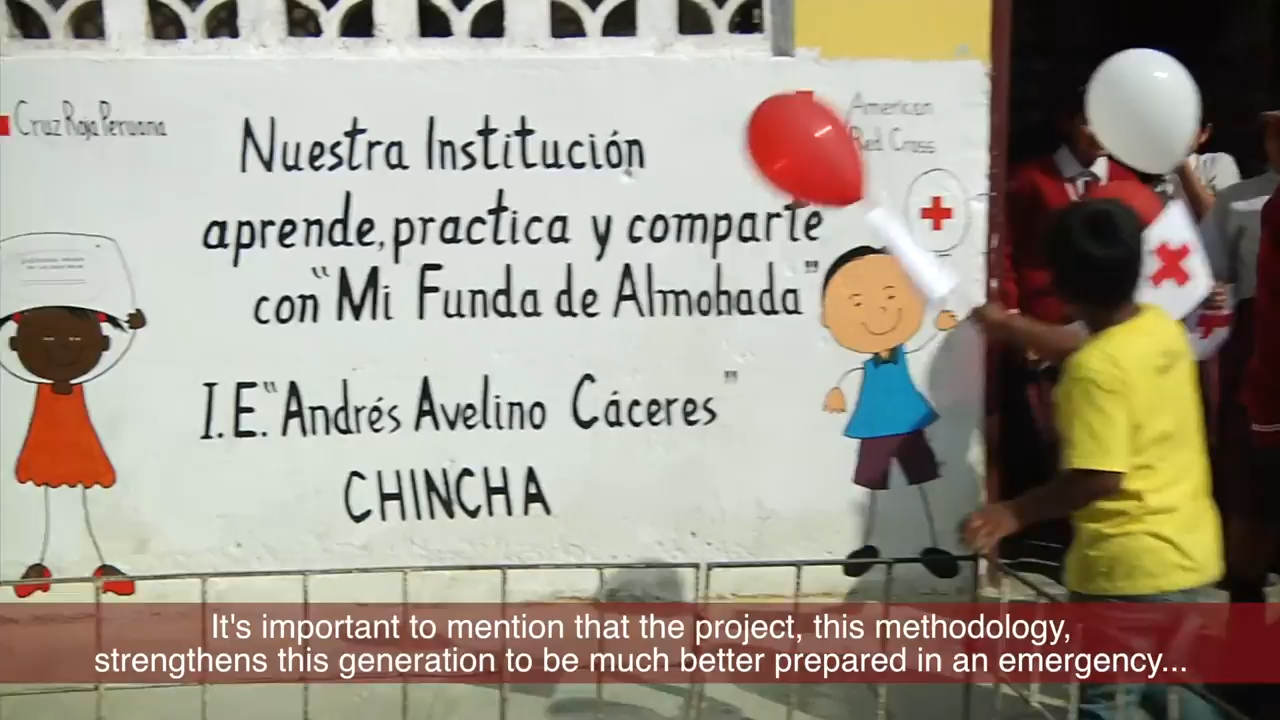 Cruz Roja Peruana
American
Red Cross
Nuestra Institución
aprende, practica y comparte
con "Mi Funda de Almohada"
I.E. "Andrés Avelino Cáceres"
CHINCHA
It's important to mention that the project, this methodology,
strengthens this generation to be much better prepared in an emergency...